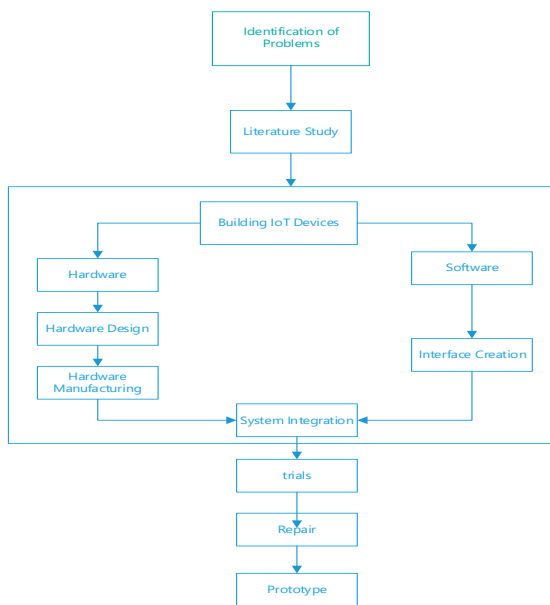 Identification of
Problems
Literature Study
Building IoT Devices
Hardware
Software
Hardware Design
Interface Creation
Hardware
Manufacturing
System Integration
trials
Repair
Prototype